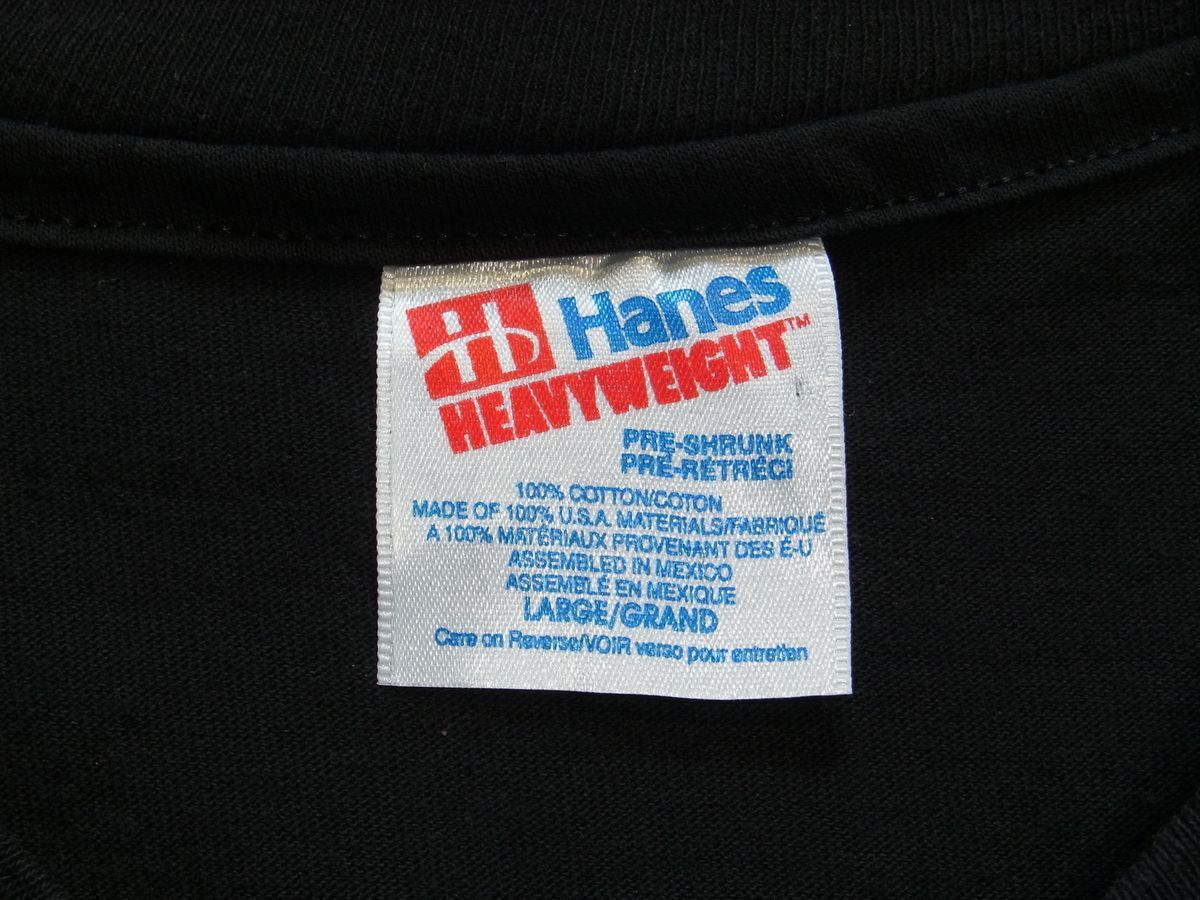 Hanes
HEAVYWEIGHT™
PRE-SHRUNK
PRÉ-RÉTRÉCI
100% COTTON/COTON
MADE OF 100% U.S.A. MATERIALS/FABRIQUÉ
À 100% MATÉRIAUX PROVENANT DES É-U
ASSEMBLED IN MEXICO
ASSEMBLÉ EN MEXIQUE
LARGE/GRAND
Care on Reverse/VOIR verso pour entretien